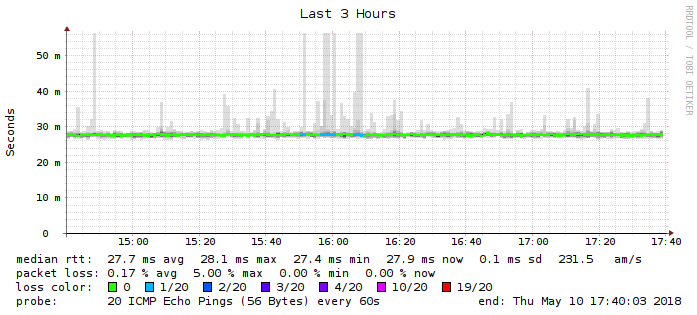 Last 3 Hours
RRDTOOL / TOBI OETIKER
Seconds
50 m
40 m
30 m
20 m
10 m
0
15:00 15:20 15:40 16:00 16:20 16:40 17:00 17:20 17:40
median rtt: 27.7 ms avg 28.1 ms max 27.4 ms min 27.9 ms now 0.1 ms sd 231.5 am/s
packet loss: 0.17 % avg 5.00 % max 0.00 % min 0.00 % now
loss color: 0 1/20 2/20 3/20 4/20 10/20 19/20
probe: 20 ICMP Echo Pings (56 Bytes) every 60s end: Thu May 10 17:40:03 2018